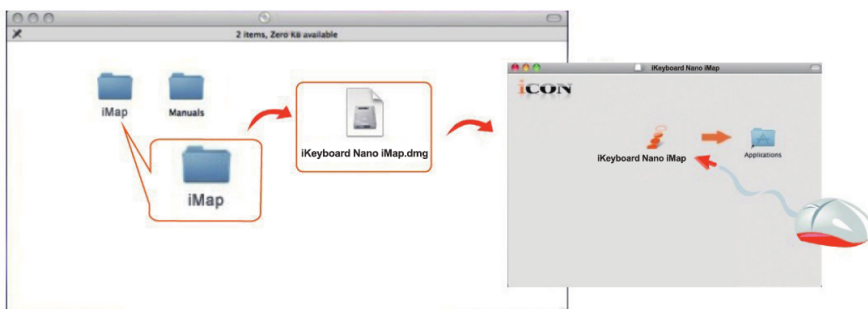 2 items, Zero KB available
iMap
Manuals
iMap
iKeyboard Nano iMap.dmg
iKeyboard Nano iMap
iCON
iKeyboard Nano iMap
Applications